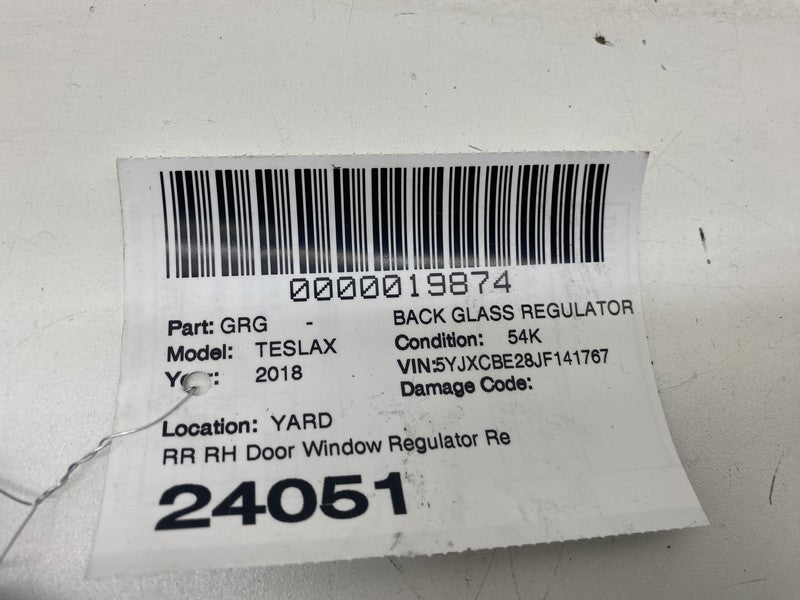 0000019874
Part: GRG - BACK GLASS REGULATOR
Model: TESLAX Condition: 54K
2018 VIN:5YJXCBE28JF141767
Damage Code:
Location: YARD
RR RH Door Window Regulator Re
24051